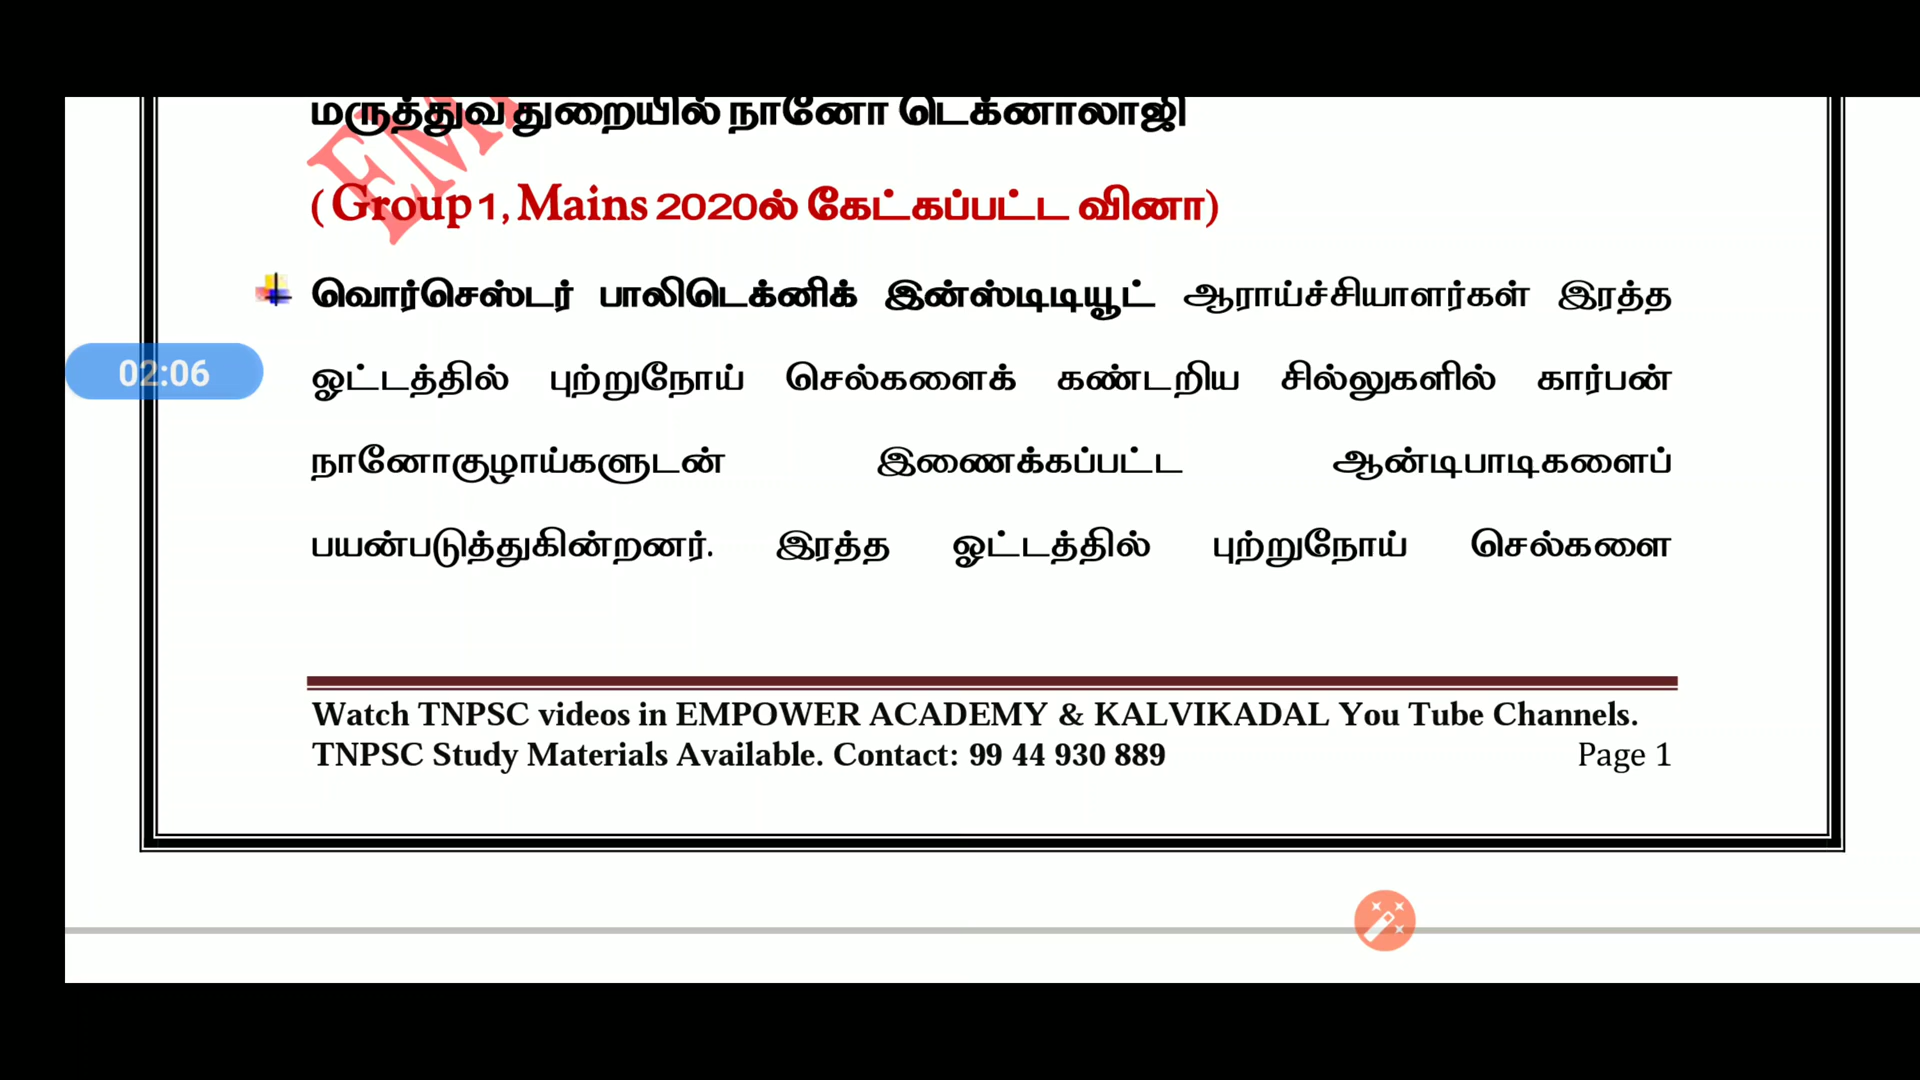 மருத்துவ துறையில் நானோ டெக்னாலாஜி
( Group 1, Mains 2020ல் கேட்கப்பட்ட வினா)
வொர்செஸ்டர் பாலிடெக்னிக் இன்ஸ்டிடியூட் ஆராய்ச்சியாளர்கள் இரத்த
02:06
ஓட்டத்தில் புற்றுநோய் செல்களைக் கண்டறிய சில்லுகளில் கார்பன்
நானோகுழாய்களுடன் இணைக்கப்பட்ட ஆன்டிபாடிகளைப்
பயன்படுத்துகின்றனர். இரத்த ஓட்டத்தில் புற்றுநோய் செல்களை
Watch TNPSC videos in EMPOWER ACADEMY & KALVIKADAL You Tube Channels.
TNPSC Study Materials Available. Contact: 99 44 930 889 Page 1